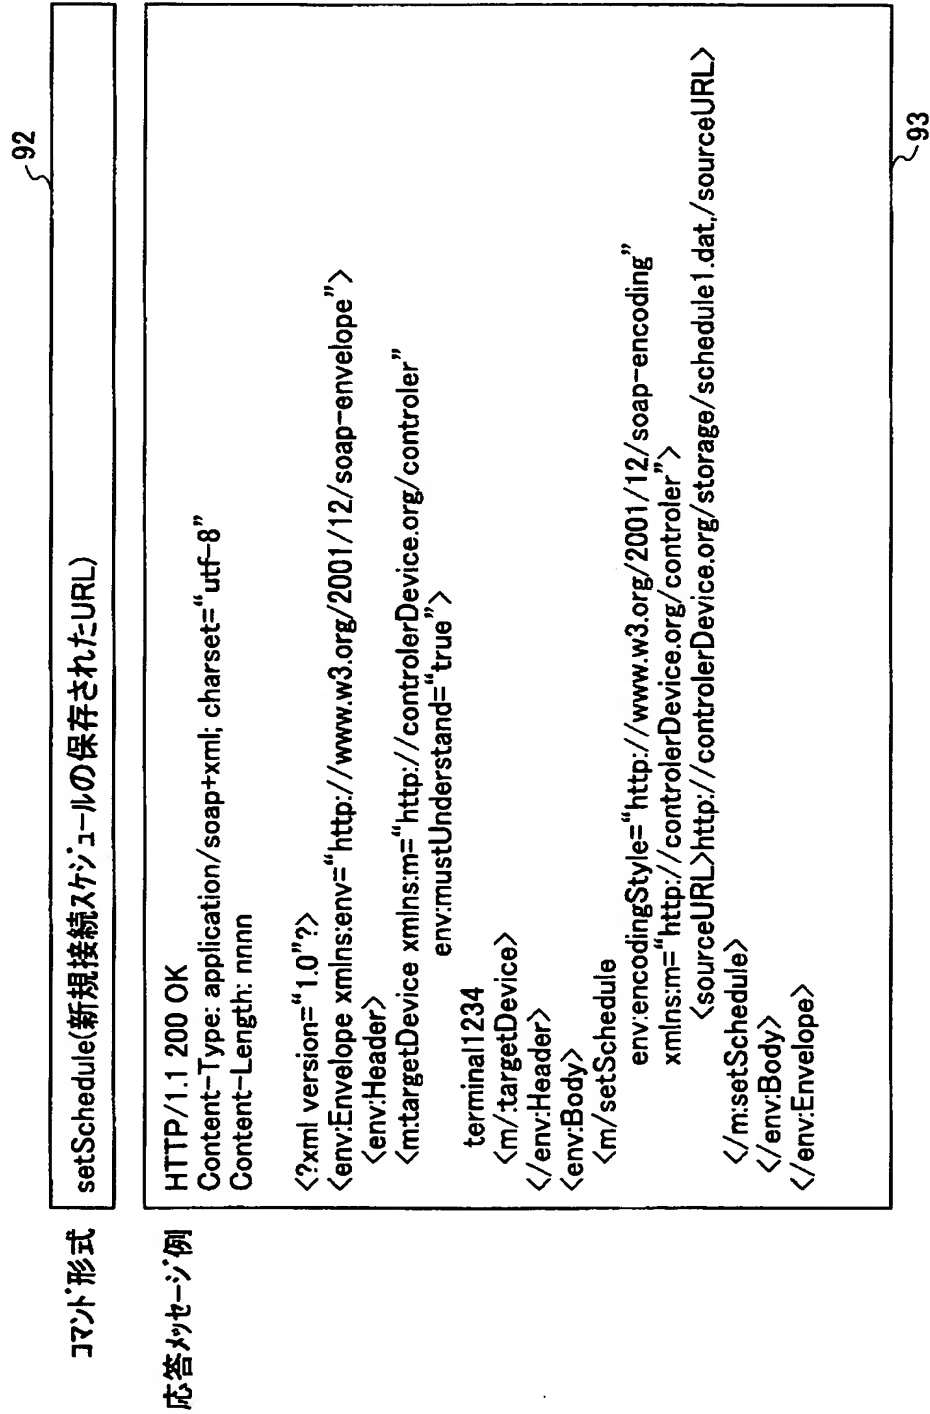 コマンド形式
setSchedule(新規接続スケジュールの保存されたURL)
92
応答メッセージ例
HTTP/1.1 200 OK
Content-Type: application/soap+xml; charset=“utf-8”
Content-Length: nnnn
<?xml version=“1.0”?>
<env:Envelope xmlns:env=“http://www.w3.org/2001/12/soap-envelope”>
<env:Header>
<m:targetDevice xmlns:m=“http://controlerDevice.org/controler”
env:mustUnderstand=“true”>
terminal1234
<m/:targetDevice>
</env:Header>
<env:Body>
<m/setSchedule
env:encodingStyle=“http://www.w3.org/2001/12/soap-encoding”
xmlns:m=“http://controlerDevice.org/controler”>
<sourceURL>http://controlerDevice.org/storage/schedule1.dat,/sourceURL>
</m:setSchedule>
</env:Body>
</env:Envelope>
93